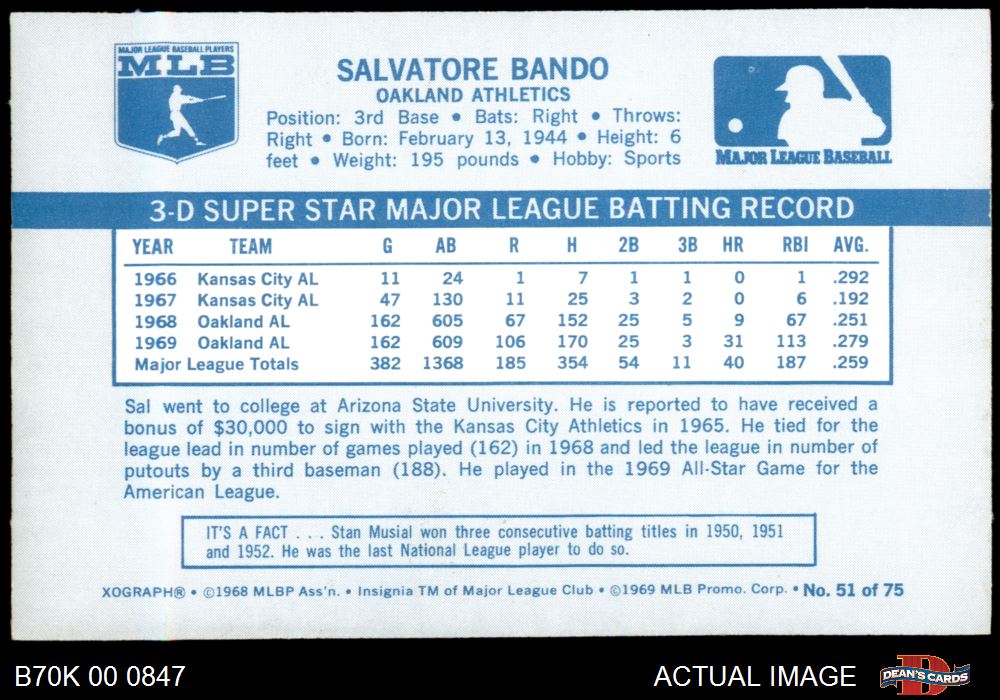 MAJOR LEAGUE BASEBALL PLAYERS
MLB
SALVATORE BANDO
OAKLAND ATHLETICS
Position: 3rd Base • Bats: Right • Throws:
Right • Born: February 13, 1944 • Height: 6
feet • Weight: 195 pounds • Hobby: Sports
MAJOR LEAGUE BASEBALL
3-D SUPER STAR MAJOR LEAGUE BATTING RECORD
YEAR TEAM G AB R H 2B 3B HR RBI AVG.
1966 Kansas City AL 11 24 1 7 1 1 0 1 .292
1967 Kansas City AL 47 130 11 25 3 2 0 6 .192
1968 Oakland AL 162 605 67 152 25 5 9 67 .251
1969 Oakland AL 162 609 106 170 25 3 31 113 .279
Major League Totals 382 1368 185 354 54 11 40 187 .259
Sal went to college at Arizona State University. He is reported to have received a
bonus of $30,000 to sign with the Kansas City Athletics in 1965. He tied for the
league lead in number of games played (162) in 1968 and led the league in number of
putouts by a third baseman (188). He played in the 1969 All-Star Game for the
American League.
IT'S A FACT . . . Stan Musial won three consecutive batting titles in 1950, 1951
and 1952. He was the last National League player to do so.
XOGRAPH® • ©1968 MLBP Ass'n. • Insignia TM of Major League Club • ©1969 MLB Promo. Corp. • No. 51 of 75
B70K 00 0847
ACTUAL IMAGE
DEAN'S CARDS